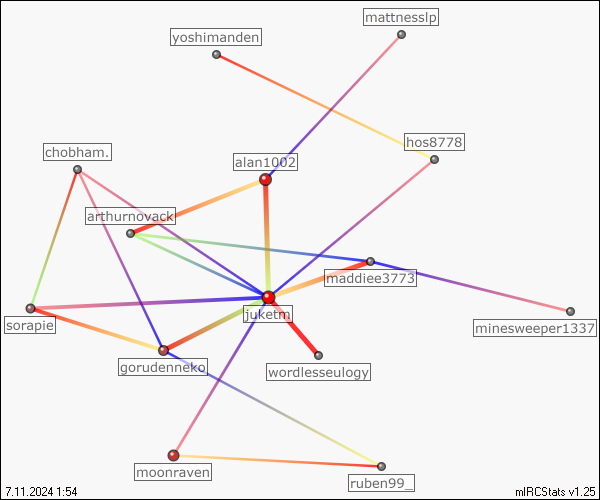 mattnesslp
yoshimanden
hos8778
chobham.
alan1002
arthurnovack
maddiee3773
juketm
sorapie
minesweeper1337
gorudenneko
wordlesseulogy
moonraven
ruben99_
7.11.2024 1:54
mIRCStats v1.25